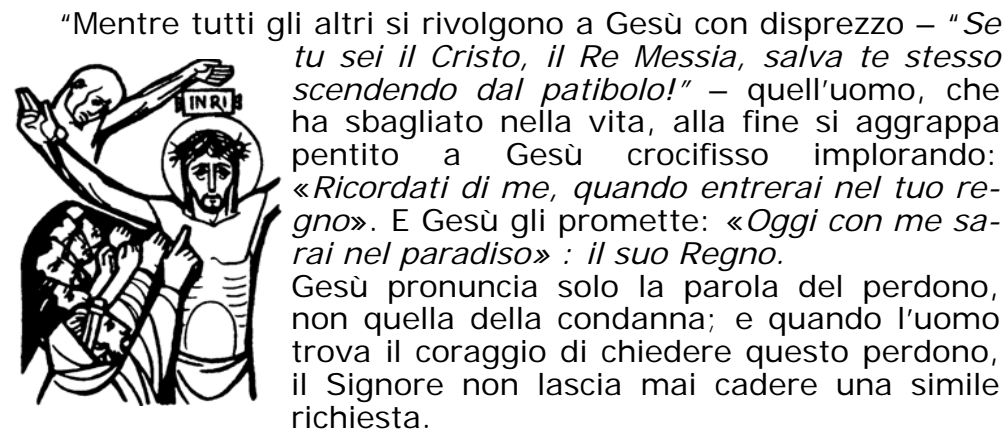 “Mentre tutti gli altri si rivolgono a Gesù con disprezzo – “Se
tu sei il Cristo, il Re Messia, salva te stesso
scendendo dal patibolo!” – quell'uomo, che
ha sbagliato nella vita, alla fine si aggrappa
pentito a Gesù crocifisso implorando:
«Ricordati di me, quando entrerai nel tuo re-
gno». E Gesù gli promette: «Oggi con me sa-
rai nel paradiso» : il suo Regno.
Gesù pronuncia solo la parola del perdono,
non quella della condanna; e quando l'uomo
trova il coraggio di chiedere questo perdono,
il Signore non lascia mai cadere una simile
richiesta.
INRI